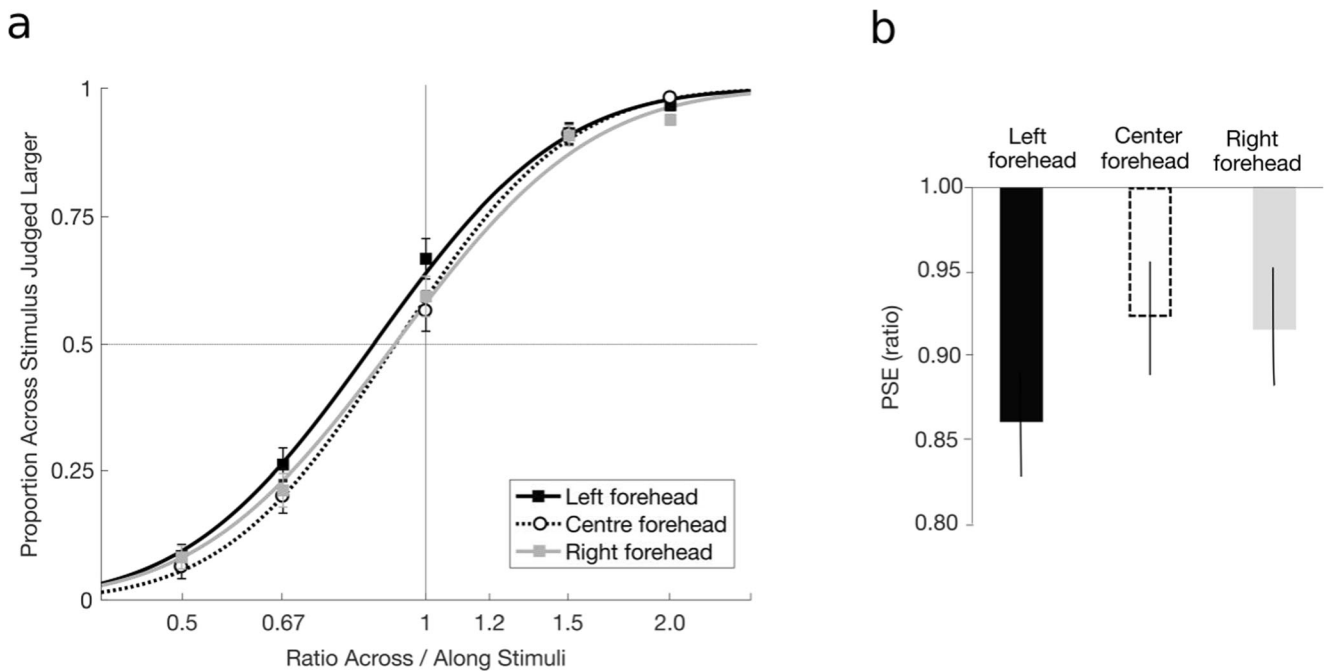 a
Proportion Across Stimulus Judged Larger
1
0.75
0.5
0.25
0
0.5
0.67
1
1.2
1.5
2.0
Ratio Across / Along Stimuli
Left forehead
Centre forehead
Right forehead
b
Left
forehead
Center
forehead
Right
forehead
PSE (ratio)
1.00
0.95
0.90
0.85
0.80